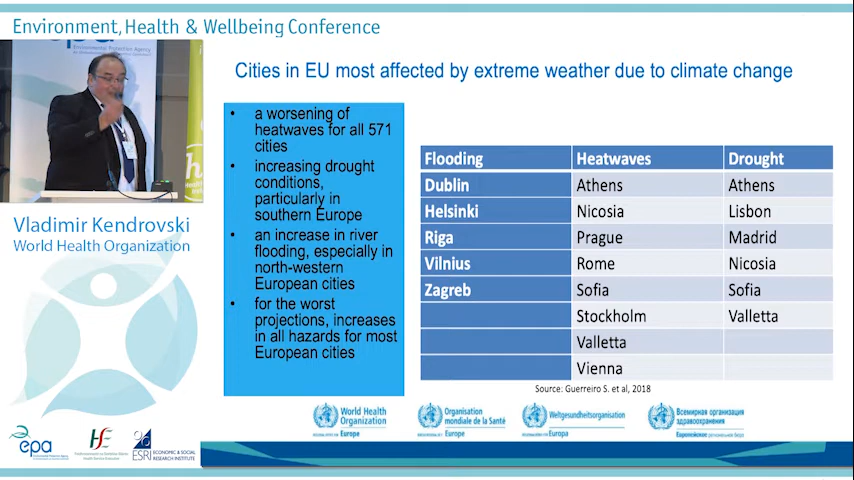 Environment, Health & Wellbeing Conference
epa
Environmental Protection Agency
Cities in EU most affected by extreme weather due to climate change
• a worsening of
heatwaves for all 571
cities
• increasing drought
conditions,
particularly in
southern Europe
• an increase in river
flooding, especially in
north-western
European cities
• for the worst
projections, increases
in all hazards for most
European cities
Flooding Heatwaves Drought
Dublin Athens Athens
Helsinki Nicosia Lisbon
Riga Prague Madrid
Vilnius Rome Nicosia
Zagreb Sofia Sofia
Stockholm Valletta
Valletta
Vienna
Source: Guerreiro S. et al, 2018
Vladimir Kendrovski
World Health Organization
World Health
Organization
Europe
Organisation
mondiale de la Santé
Europe
Weltgesundheitsorganisation
Europa
Всемирная организация
здравоохранения
Европейское региональное бюро
epa
HE
ESRI ECONOMIC & SOCIAL
RESEARCH INSTITUTE